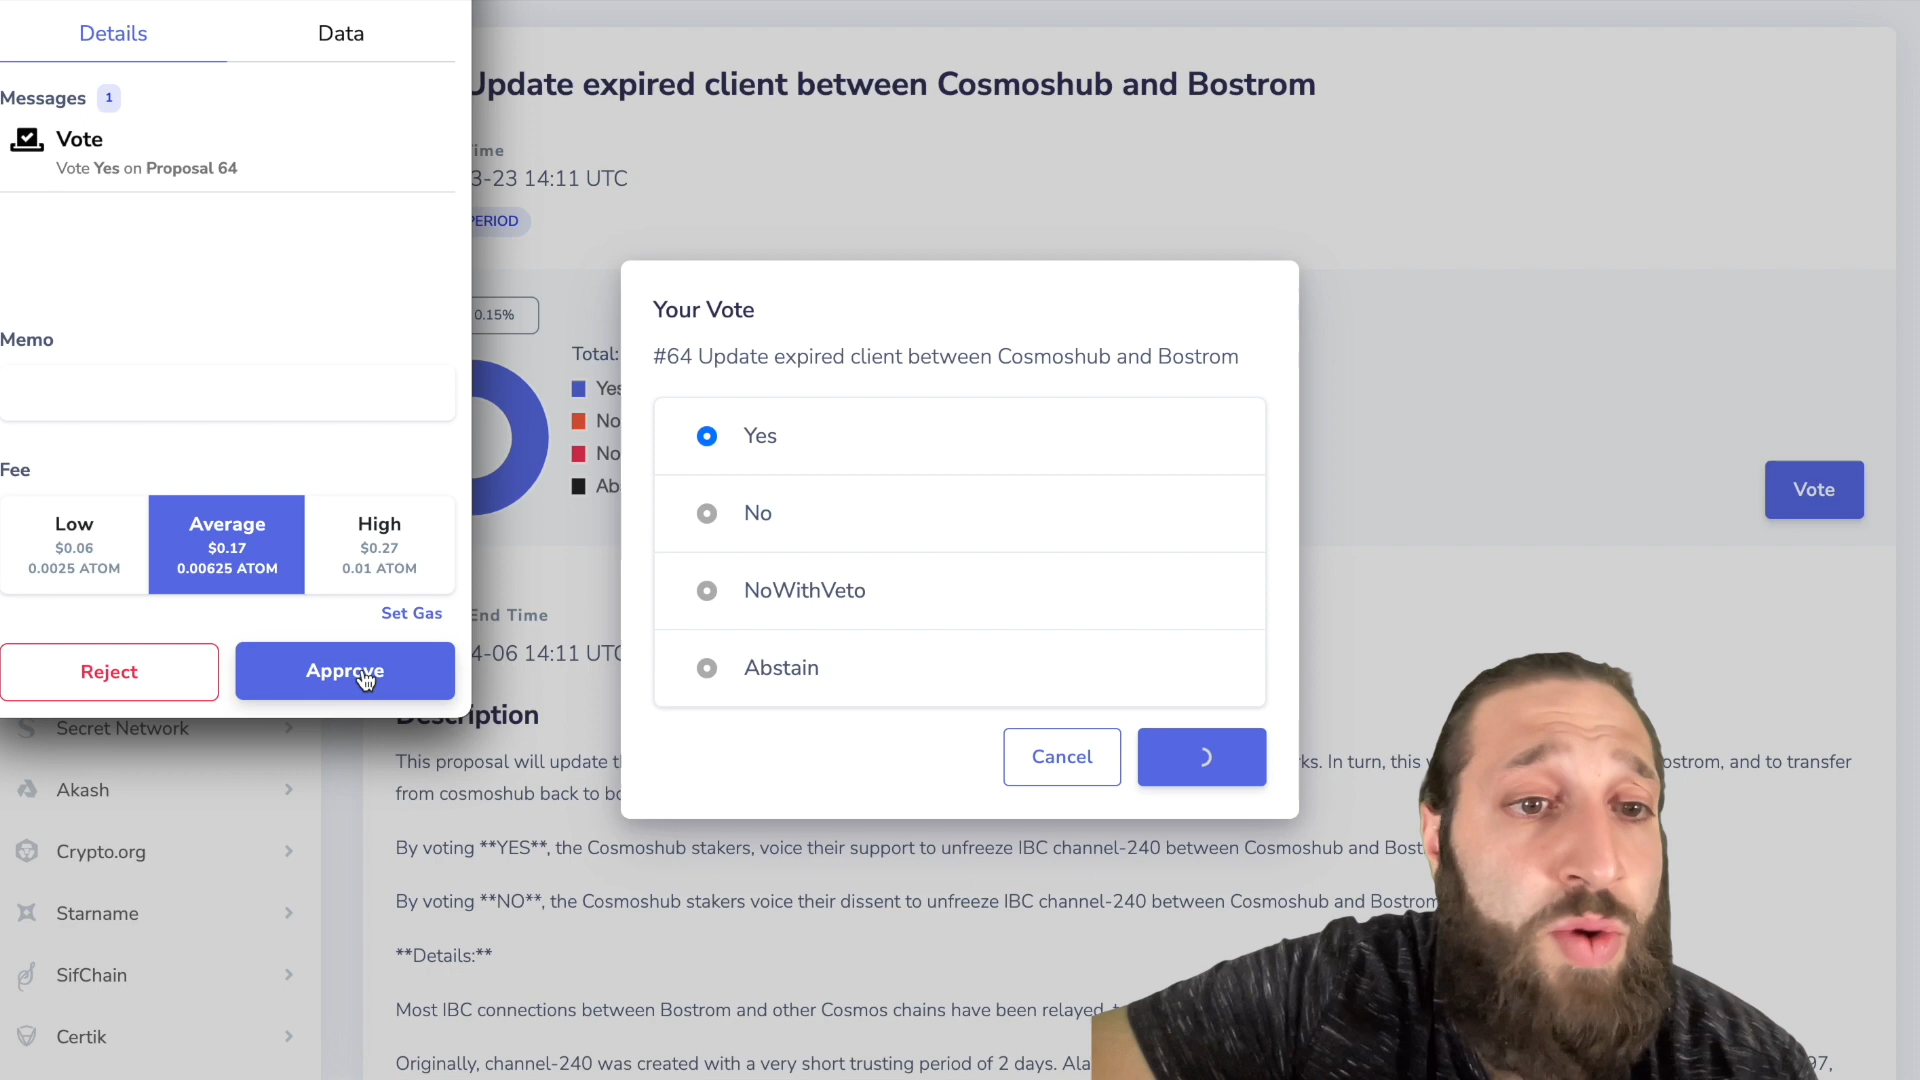 Details
Data
Messages 1
Vote
Vote Yes on Proposal 64
Memo
Fee
Low
$0.06
0.0025 ATOM
Average
$0.17
0.00625 ATOM
High
$0.27
0.01 ATOM
Set Gas
Reject
Approve
Secret Network
Akash
Crypto.org
Starname
SifChain
Certik
Update expired client between Cosmoshub and Bostrom
ime
3-23 14:11 UTC
PERIOD
0.15%
Total:
Yes
No
No
Ab
Vote
End Time
4-06 14:11 UTC
Your Vote
#64 Update expired client between Cosmoshub and Bostrom
Yes
No
NoWithVeto
Abstain
Cancel
Description
This proposal will update t ks. In turn, this ostrom, and to transfer
from cosmoshub back to bo
By voting **YES**, the Cosmoshub stakers, voice their support to unfreeze IBC channel-240 between Cosmoshub and Bost
By voting **NO**, the Cosmoshub stakers voice their dissent to unfreeze IBC channel-240 between Cosmoshub and Bostrom
**Details:**
Most IBC connections between Bostrom and other Cosmos chains have been relayed
Originally, channel-240 was created with a very short trusting period of 2 days. Ala 97,